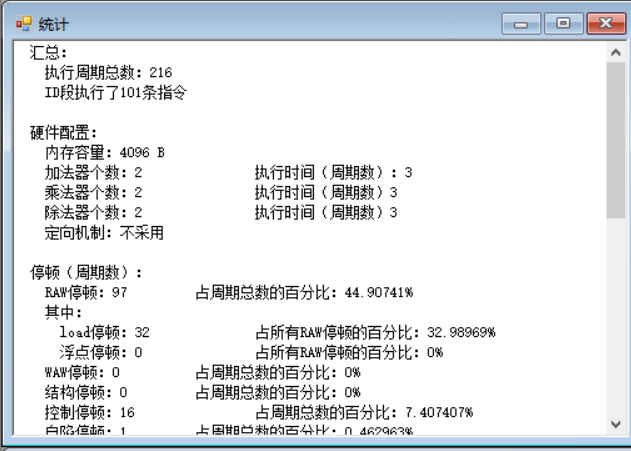 统计
汇总:
执行周期总数: 216
ID段执行了101条指令
硬件配置:
内存容量: 4096 B
加法器个数: 2 执行时间（周期数）: 3
乘法器个数: 2 执行时间（周期数）3
除法器个数: 2 执行时间（周期数）3
定向机制: 不采用
停顿（周期数）:
RAW停顿: 97 占周期总数的百分比: 44.90741%
其中:
load停顿: 32 占所有RAW停顿的百分比: 32.98969%
浮点停顿: 0 占所有RAW停顿的百分比: 0%
WAW停顿: 0 占周期总数的百分比: 0%
结构停顿: 0 占周期总数的百分比: 0%
控制停顿: 16 占周期总数的百分比: 7.407407%
自陷停顿: 1 占周期总数的百分比: 0.462963%